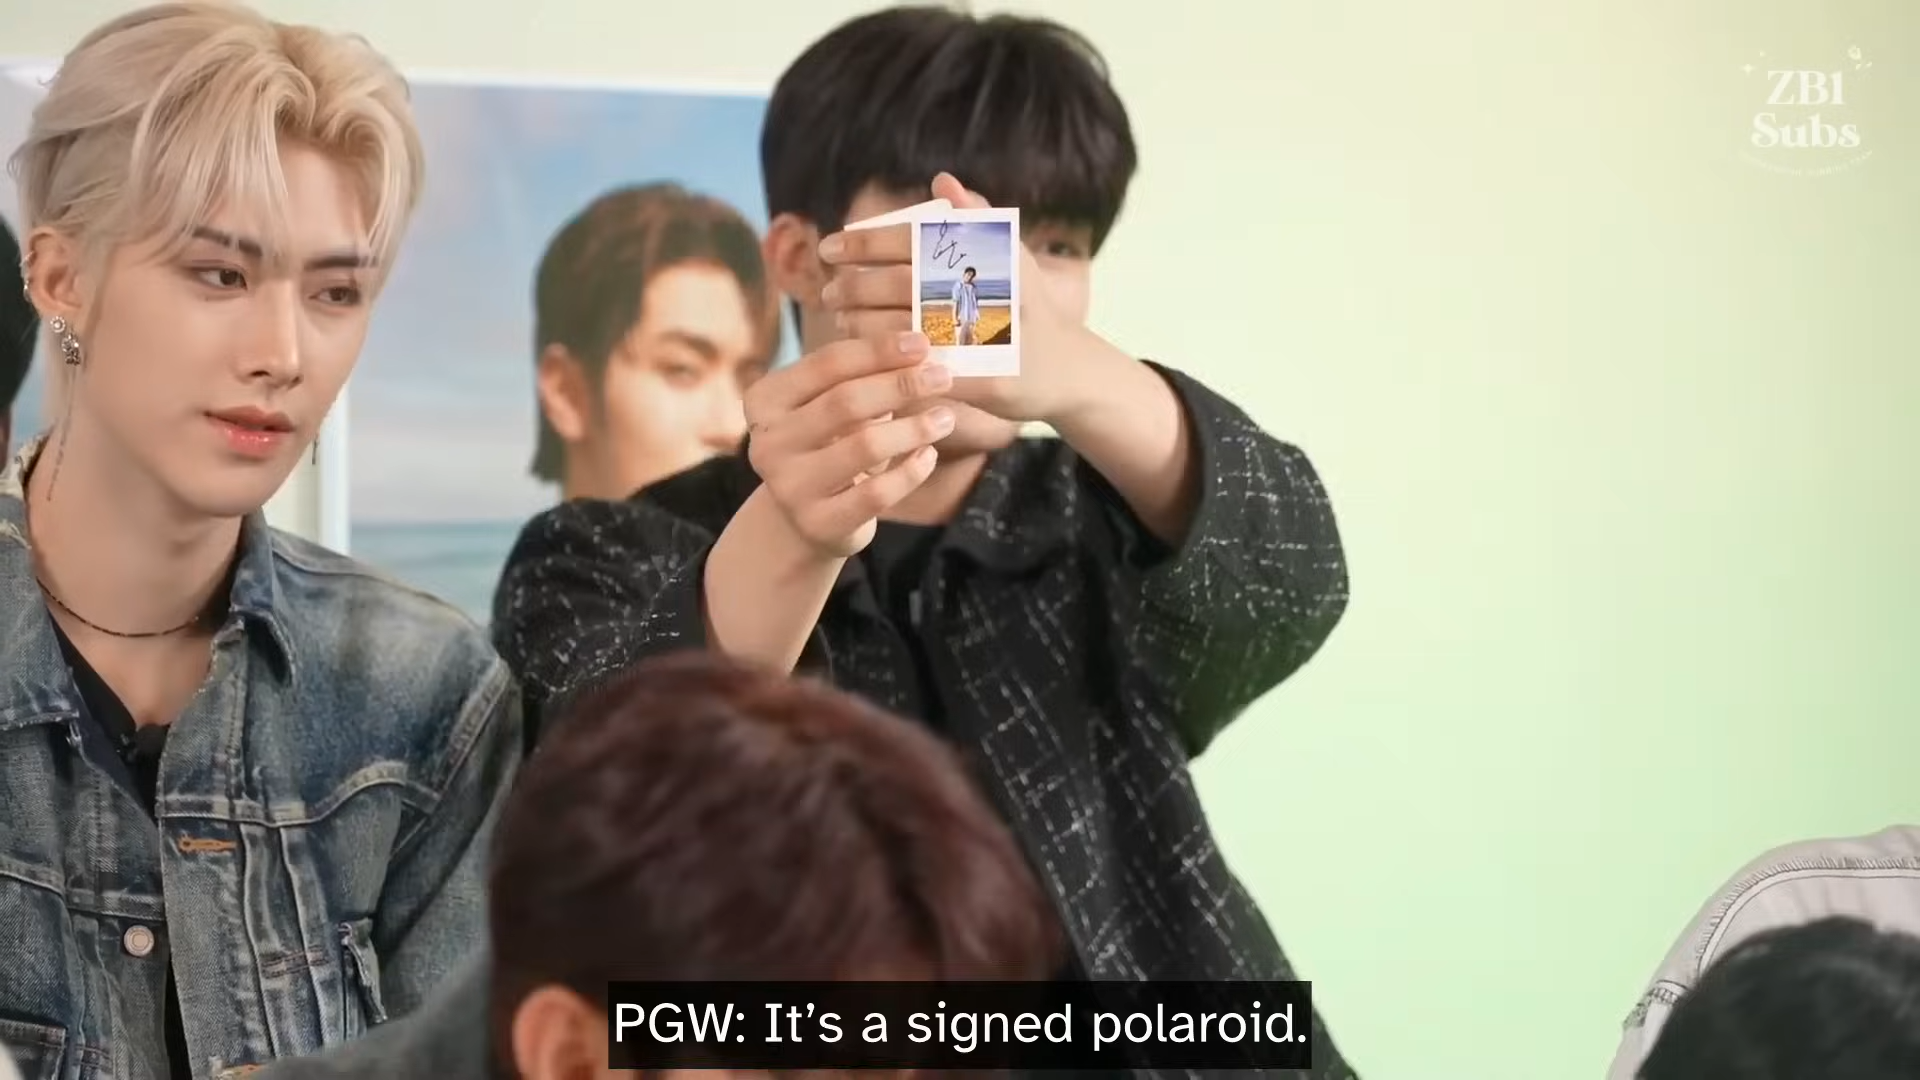 ZB1
Subs
PGW: It’s a signed polaroid.